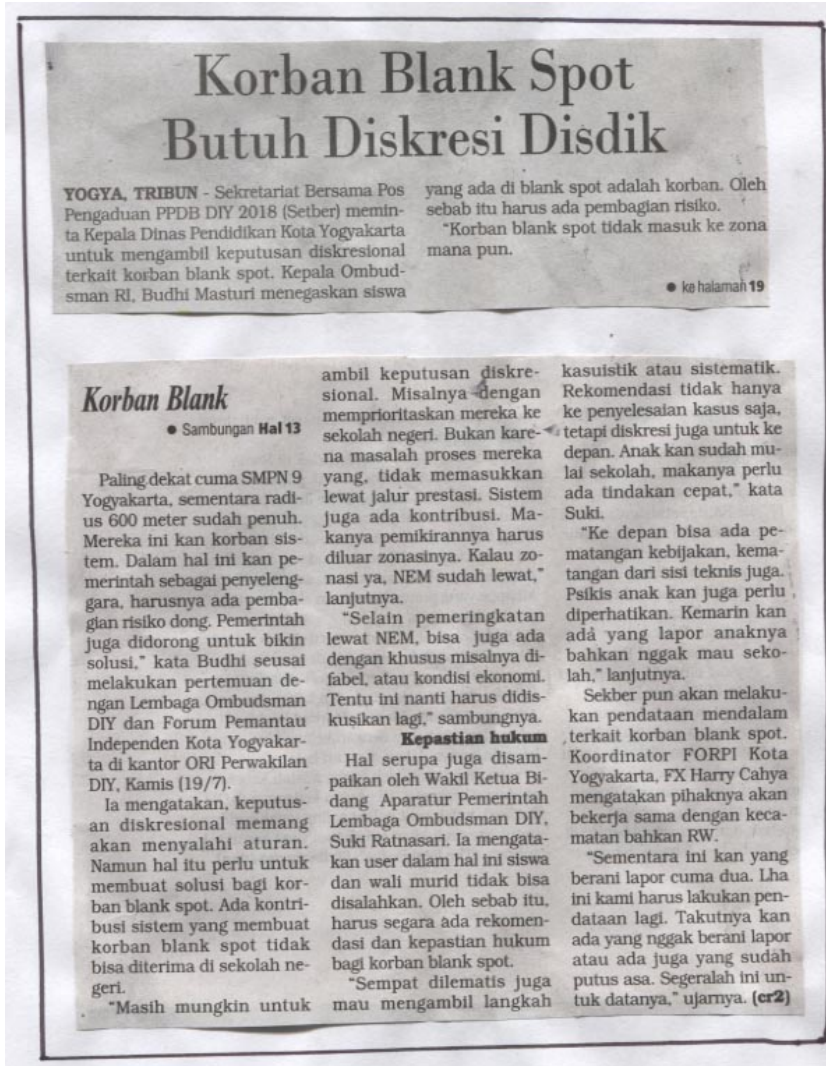 Korban Blank Spot
Butuh Diskresi Disdik
YOGYA, TRIBUN - Sekretariat Bersama Pos
Pengaduan PPDB DIY 2018 (Setber) memin-
ta Kepala Dinas Pendidikan Kota Yogyakarta
untuk mengambil keputusan diskresional
terkait korban blank spot. Kepala Ombud-
sman RI, Budhi Masturi menegaskan siswa
yang ada di blank spot adalah korban. Oleh
sebab itu harus ada pembagian risiko.
"Korban blank spot tidak masuk ke zona
mana pun.
● ke halaman 19
Korban Blank
● Sambungan Hal 13
Paling dekat cuma SMPN 9
Yogyakarta, sementara radi-
us 600 meter sudah penuh.
Mereka ini kan korban sis-
tem. Dalam hal ini kan pe-
merintah sebagai penyeleng-
gara, harusnya ada pemba-
gian risiko dong. Pemerintah
juga didorong untuk bikin
solusi," kata Budhi seusai
melakukan pertemuan de-
ngan Lembaga Ombudsman
DIY dan Forum Pemantau
Independen Kota Yogyakar-
ta di kantor ORI Perwakilan
DIY, Kamis (19/7).
Ia mengatakan, keputus-
an diskresional memang
akan menyalahi aturan.
Namun hal itu perlu untuk
membuat solusi bagi kor-
ban blank spot. Ada kontri-
busi sistem yang membuat
korban blank spot tidak
bisa diterima di sekolah ne-
geri.
"Masih mungkin untuk
ambil keputusan diskre-
sional. Misalnya dengan
memprioritaskan mereka ke
sekolah negeri. Bukan kare-
na masalah proses mereka
yang, tidak memasukkan
lewat jalur prestasi. Sistem
juga ada kontribusi. Ma-
kanya pemikirannya harus
diluar zonasinya. Kalau zo-
nasi ya, NEM sudah lewat,"
lanjutnya.
"Selain pemeringkatan
lewat NEM, bisa juga ada
dengan khusus misalnya di-
fabel, atau kondisi ekonomi.
Tentu ini nanti harus didis-
kusikan lagi," sambungnya.
Kepastian hukum
Hal serupa juga disam-
paikan oleh Wakil Ketua Bi-
dang Aparatur Pemerintah
Lembaga Ombudsman DIY,
Suki Ratnasari. Ia mengata-
kan user dalam hal ini siswa
dan wali murid tidak bisa
disalahkan. Oleh sebab itu,
harus segara ada rekomen-
dasi dan kepastian hukum
bagi korban blank spot.
"Sempat dilematis juga
mau mengambil langkah
kasuistik atau sistematik.
Rekomendasi tidak hanya
ke penyelesaian kasus saja,
tetapi diskresi juga untuk ke
depan. Anak kan sudah mu-
lai sekolah, makanya perlu
ada tindakan cepat," kata
Suki.
"Ke depan bisa ada pe-
matangan kebijakan, kema-
tangan dari sisi teknis juga.
Psikis anak kan juga perlu
diperhatikan. Kemarin kan
ada yang lapor anaknya
bahkan nggak mau seko-
lah," lanjutnya.
Sekber pun akan melaku-
kan pendataan mendalam
terkait korban blank spot.
Koordinator FORPI Kota
Yogyakarta, FX Harry Cahya
mengatakan pihaknya akan
bekerja sama dengan keca-
matan bahkan RW.
"Sementara ini kan yang
berani lapor cuma dua. Lha
ini kami harus lakukan pen-
dataan lagi. Takutnya kan
ada yang nggak berani lapor
atau ada juga yang sudah
putus asa. Segeralah ini un-
tuk datanya," ujarnya. (cr2)